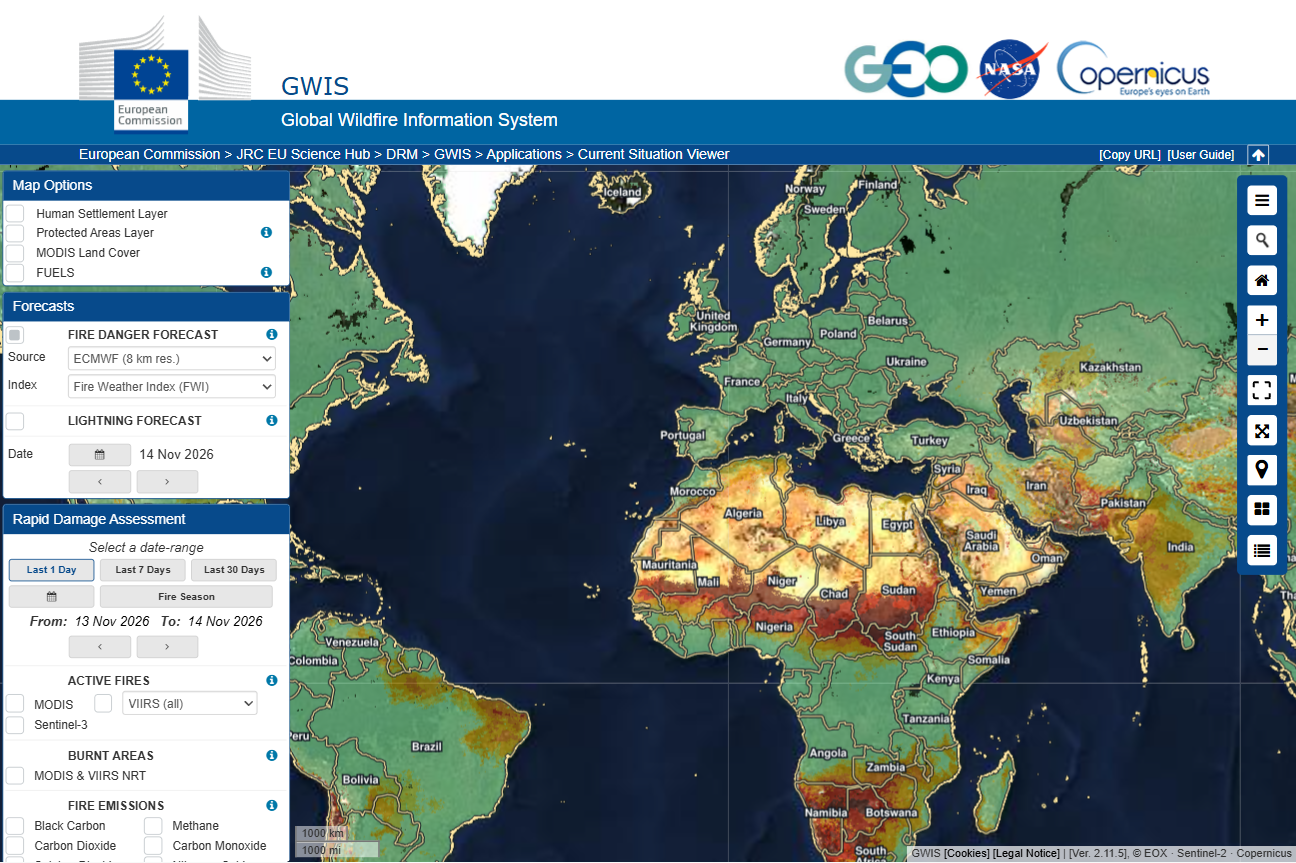 European
Commission
GWIS
GEO
NASA
opernicus
Europe's eyes on Earth
Global Wildfire Information System
European Commission > JRC EU Science Hub > DRM > GWIS > Applications > Current Situation Viewer
[Copy URL] [User Guide]
Map Options
Human Settlement Layer
Protected Areas Layer
MODIS Land Cover
FUELS
Forecasts
FIRE DANGER FORECAST
Source
ECMWF (8 km res.)
Index
Fire Weather Index (FWI)
LIGHTNING FORECAST
Date
14 Nov 2026
‹ ›
Rapid Damage Assessment
Select a date-range
Last 1 Day Last 7 Days Last 30 Days
Fire Season
From: 13 Nov 2026 To: 14 Nov 2026
‹ ›
ACTIVE FIRES
MODIS VIIRS (all)
Sentinel-3
BURNT AREAS
MODIS & VIIRS NRT
FIRE EMISSIONS
Black Carbon Methane
Carbon Dioxide Carbon Monoxide
Iceland
Norway
Finland
Sweden
United
Kingdom
Belarus
Poland
Germany
Ukraine
France
Kazakhstan
Italy
Uzbekistan
Portugal
Greece
Turkey
Syria
Morocco
Iraq
Iran
Pakistan
Algeria
Libya
Egypt
Saudi
Arabia
India
Oman
Mauritania
Mali
Niger
Chad
Sudan
Yemen
Nigeria
South
Sudan
Ethiopia
Somalia
Venezuela
Colombia
Kenya
Tanzania
Peru
Brazil
Angola
Zambia
Bolivia
Namibia
Botswana
South
1000 km
1000 mi
GWIS [Cookies] [Legal Notice] | [Ver. 2.11.5], © EOX · Sentinel-2 · Copernicus